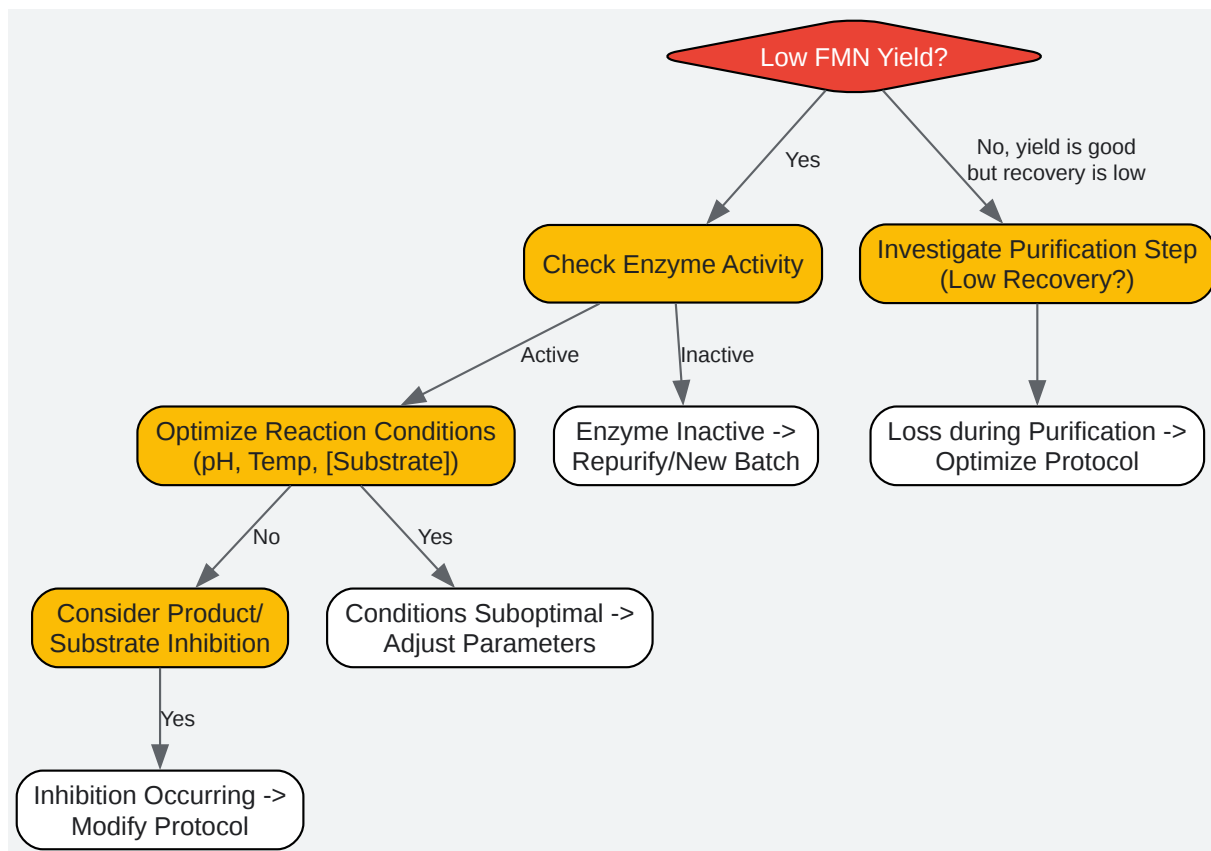 Low FMN Yield?
Yes
No, yield is good
but recovery is low
Check Enzyme Activity
Investigate Purification Step
(Low Recovery?)
Active
Inactive
Optimize Reaction Conditions
(pH, Temp, [Substrate])
Enzyme Inactive ->
Repurify/New Batch
Loss during Purification ->
Optimize Protocol
No
Yes
Consider Product/
Substrate Inhibition
Conditions Suboptimal ->
Adjust Parameters
Yes
Inhibition Occurring ->
Modify Protocol